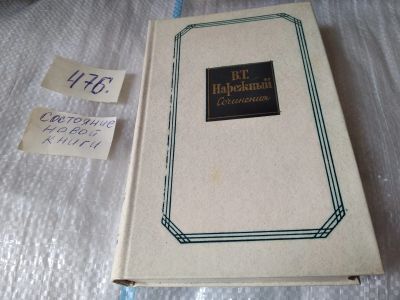 476.
Состояние
новой
книги
В.Т.
Нарежный
Сочинения